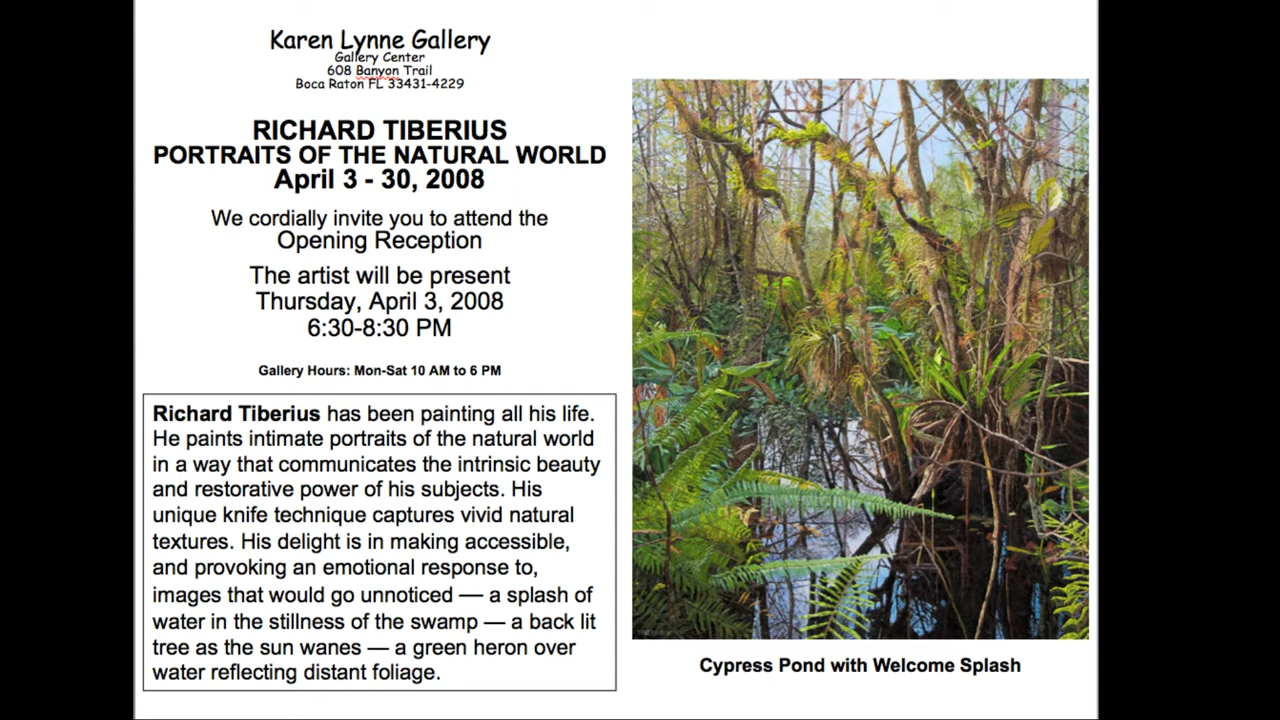 Karen Lynne Gallery
Gallery Center
608 Banyon Trail
Boca Raton FL 33431-4229
RICHARD TIBERIUS
PORTRAITS OF THE NATURAL WORLD
April 3 - 30, 2008
We cordially invite you to attend the
Opening Reception
The artist will be present
Thursday, April 3, 2008
6:30-8:30 PM
Gallery Hours: Mon-Sat 10 AM to 6 PM
Richard Tiberius has been painting all his life.
He paints intimate portraits of the natural world
in a way that communicates the intrinsic beauty
and restorative power of his subjects. His
unique knife technique captures vivid natural
textures. His delight is in making accessible,
and provoking an emotional response to,
images that would go unnoticed — a splash of
water in the stillness of the swamp — a back lit
tree as the sun wanes — a green heron over
water reflecting distant foliage.
Cypress Pond with Welcome Splash